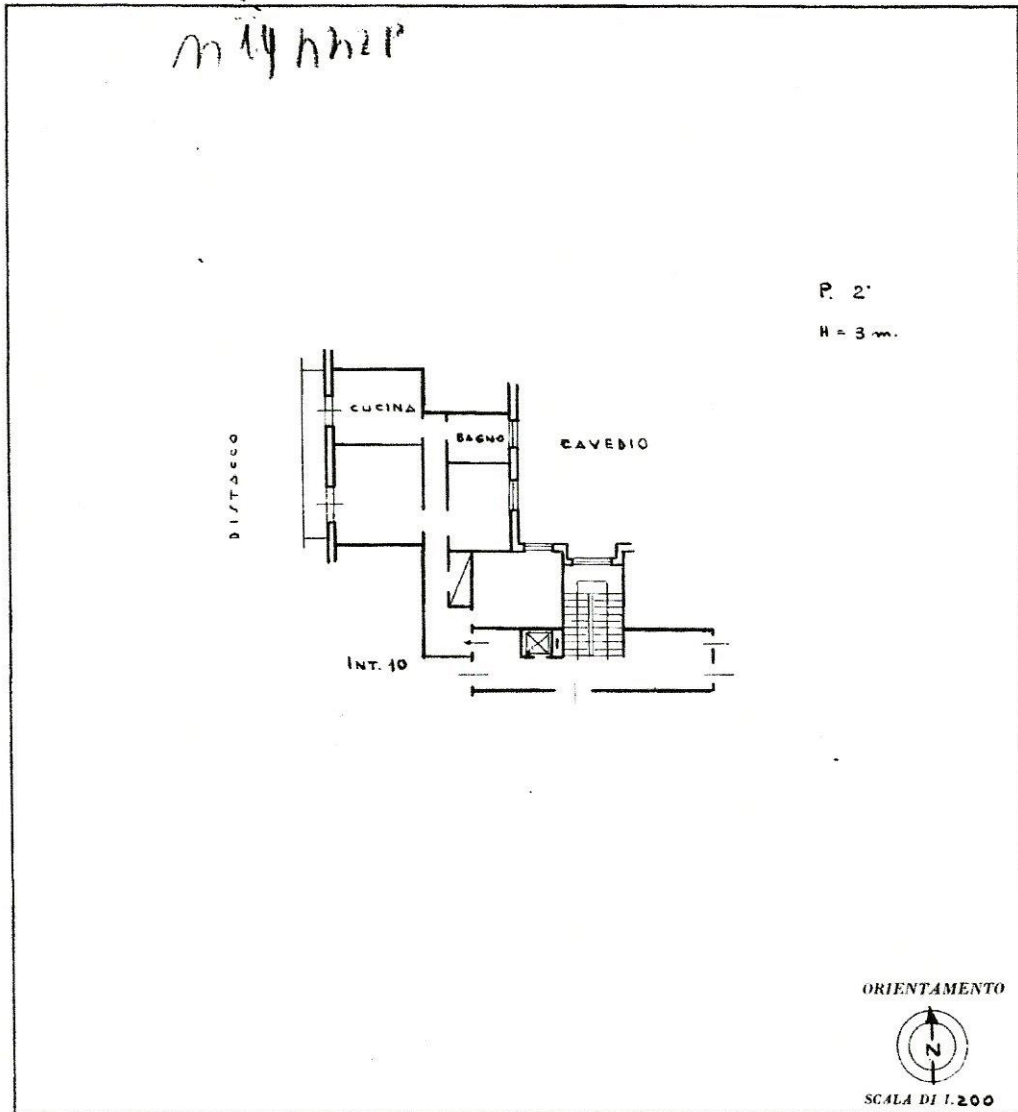 P. 2°
H = 3 m.
CUCINA
BAGNO
CAVEDIO
DISTACCO
INT. 10
ORIENTAMENTO
N
SCALA DI 1:200